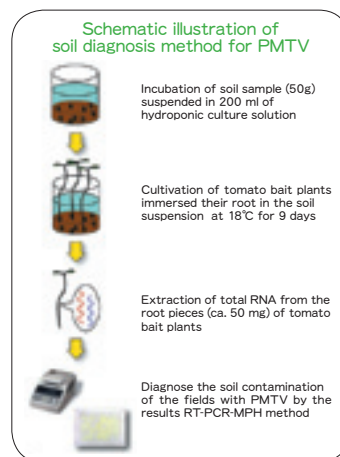 Schematic illustration of
soil diagnosis method for PMTV
Incubation of soil sample (50g)
suspended in 200 ml of
hydroponic culture solution
Cultivation of tomato bait plants
immersed their root in the soil
suspension at 18℃ for 9 days
Extraction of total RNA from the
root pieces (ca. 50 mg) of tomato
bait plants
Diagnose the soil contamination
of the fields with PMTV by the
results RT-PCR-MPH method